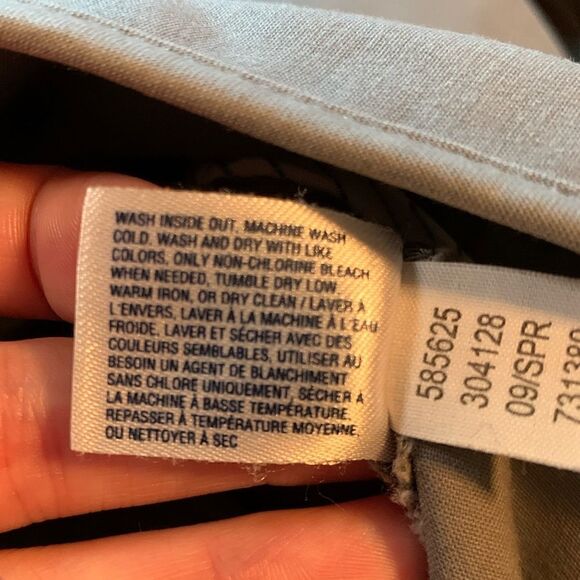 WASH INSIDE OUT, MACHINE WASH
COLD. WASH AND DRY WITH LIKE
COLORS, ONLY NON-CHLORINE BLEACH
WHEN NEEDED, TUMBLE DRY LOW,
WARM IRON, OR DRY CLEAN / LAVER À
L'ENVERS, LAVER À LA MACHINE À L'EAU
FROIDE, LAVER ET SÉCHER AVEC DES
COULEURS SEMBLABLES, UTILISER AU
BESOIN UN AGENT DE BLANCHIMENT
SANS CHLORE UNIQUEMENT, SÉCHER À
LA MACHINE À BASSE TEMPÉRATURE,
REPASSER À TEMPÉRATURE MOYENNE,
OU NETTOYER À SEC
585625
304128
09/SPR